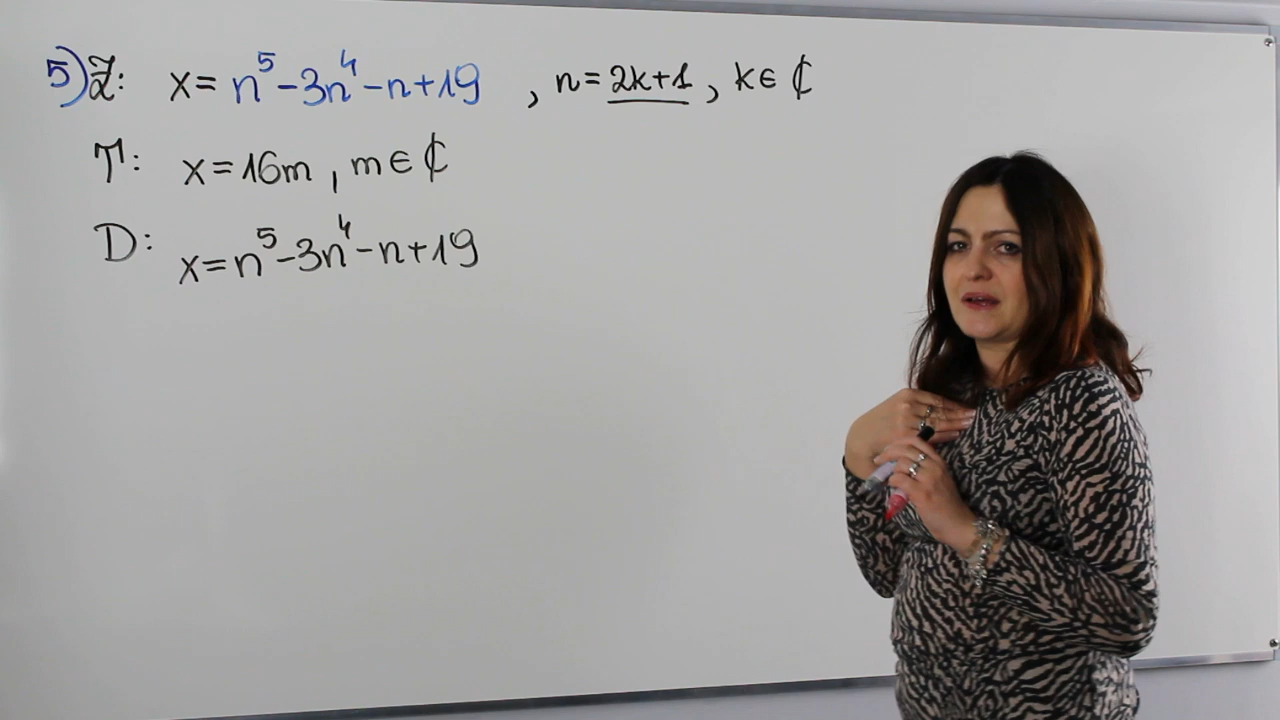 5) Z: x = n⁵-3n⁴-n+19 , n = 2k+1 , k ∈ ₵
T: x = 16m , m ∈ ₵
D: x = n⁵-3n⁴-n+19